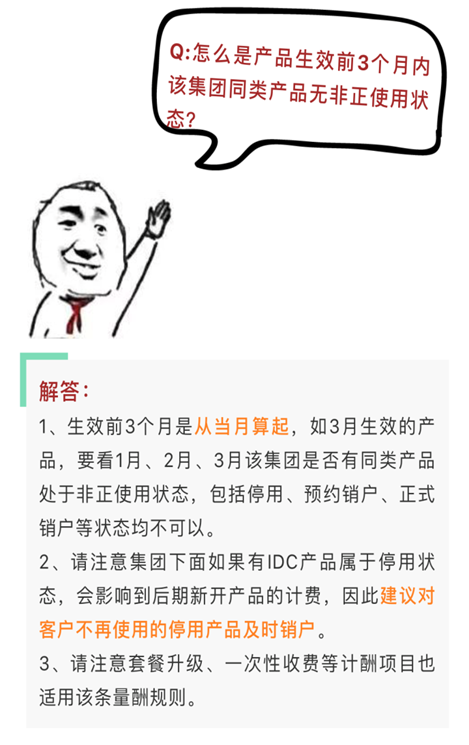 Q:怎么是产品生效前3个月内
该集团同类产品无非正使用状
态?
解答：
1、生效前3个月是从当月算起，如3月生效的产
品，要看1月、2月、3月该集团是否有同类产品
处于非正使用状态，包括停用、预约销户、正式
销户等状态均不可以。
2、请注意集团下面如果有IDC产品属于停用状
态，会影响到后期新开产品的计费，因此建议对
客户不再使用的停用产品及时销户。
3、请注意套餐升级、一次性收费等计酬项目也
适用该条量酬规则。